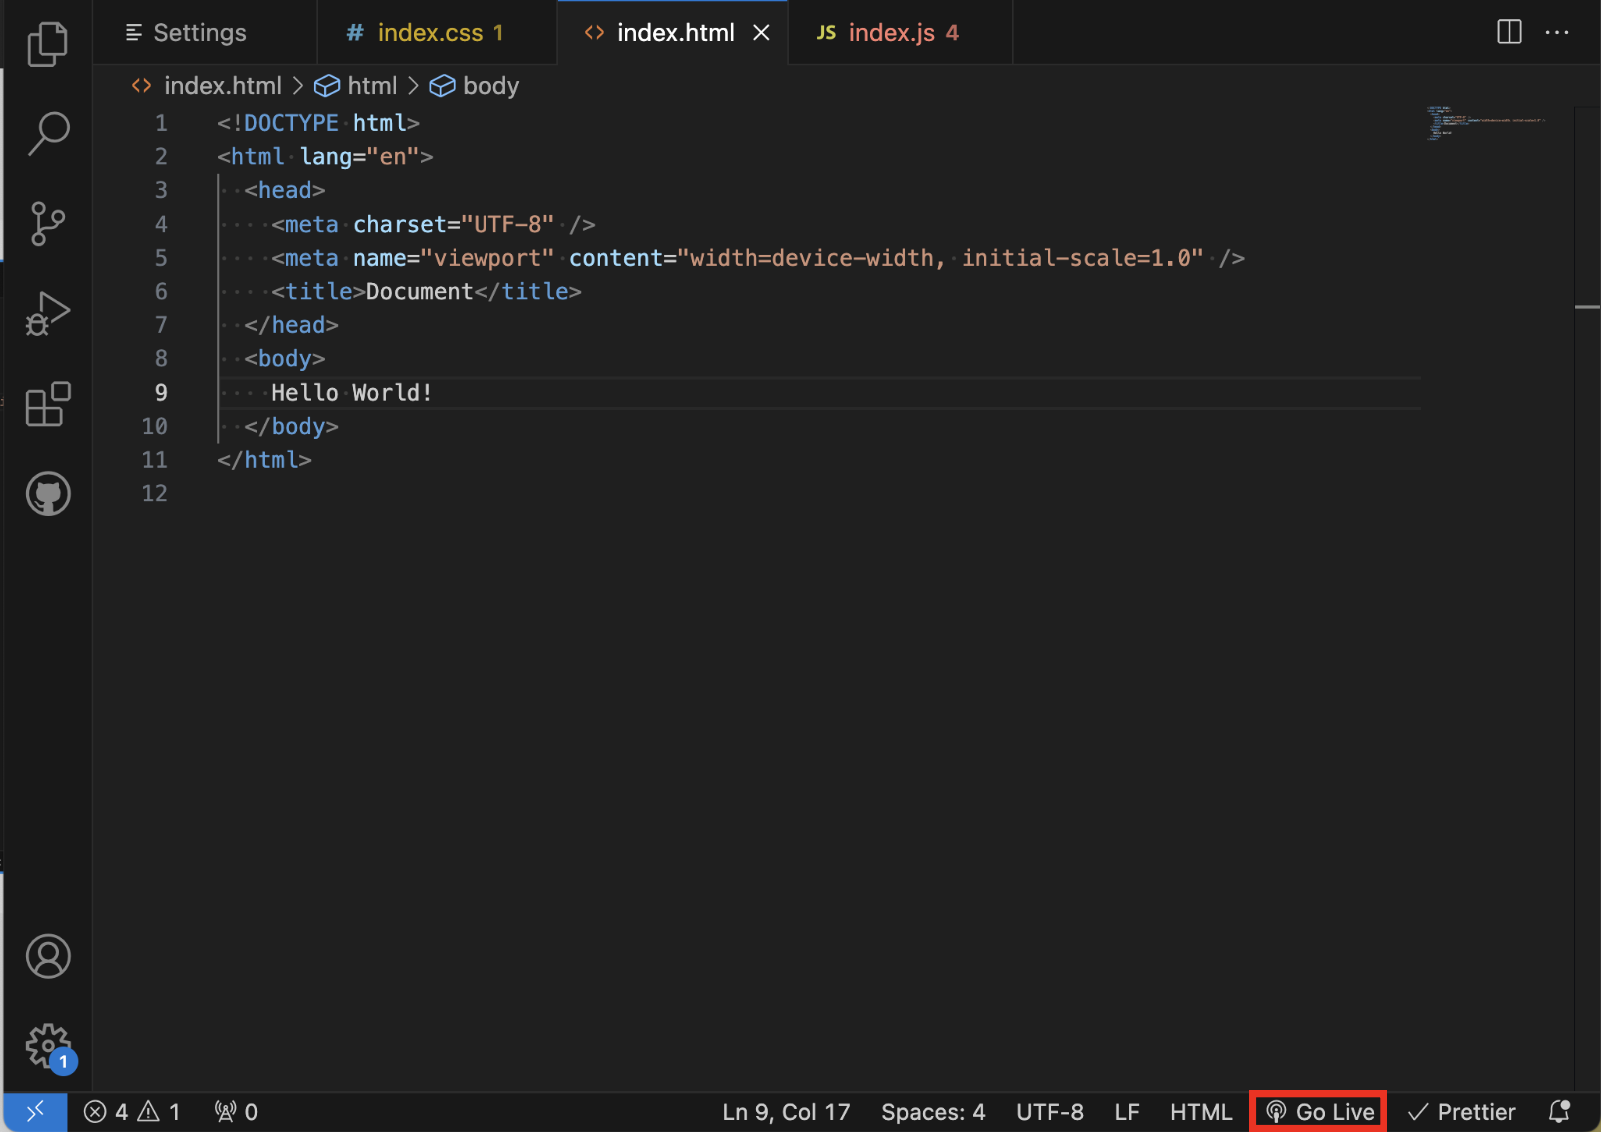 Settings
# index.css 1
<> index.html
JS index.js 4
<> index.html > html > body
1 <!DOCTYPE html>
2 <html lang="en">
3 <head>
4 <meta charset="UTF-8" />
5 <meta name="viewport" content="width=device-width, initial-scale=1.0" />
6 <title>Document</title>
7 </head>
8 <body>
9 Hello World!
10 </body>
11 </html>
12
1
4 1 0
Ln 9, Col 17 Spaces: 4 UTF-8 LF HTML Go Live Prettier